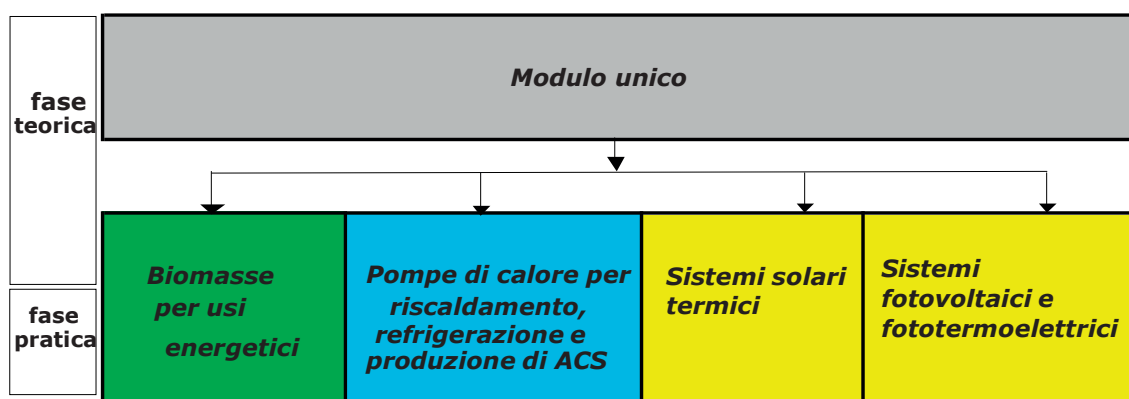 fase
teorica
Modulo unico
Biomasse
per usi
energetici
Pompe di calore per
riscaldamento,
refrigerazione e
produzione di ACS
Sistemi solari
termici
Sistemi
fotovoltaici e
fototermoelettrici
fase
pratica